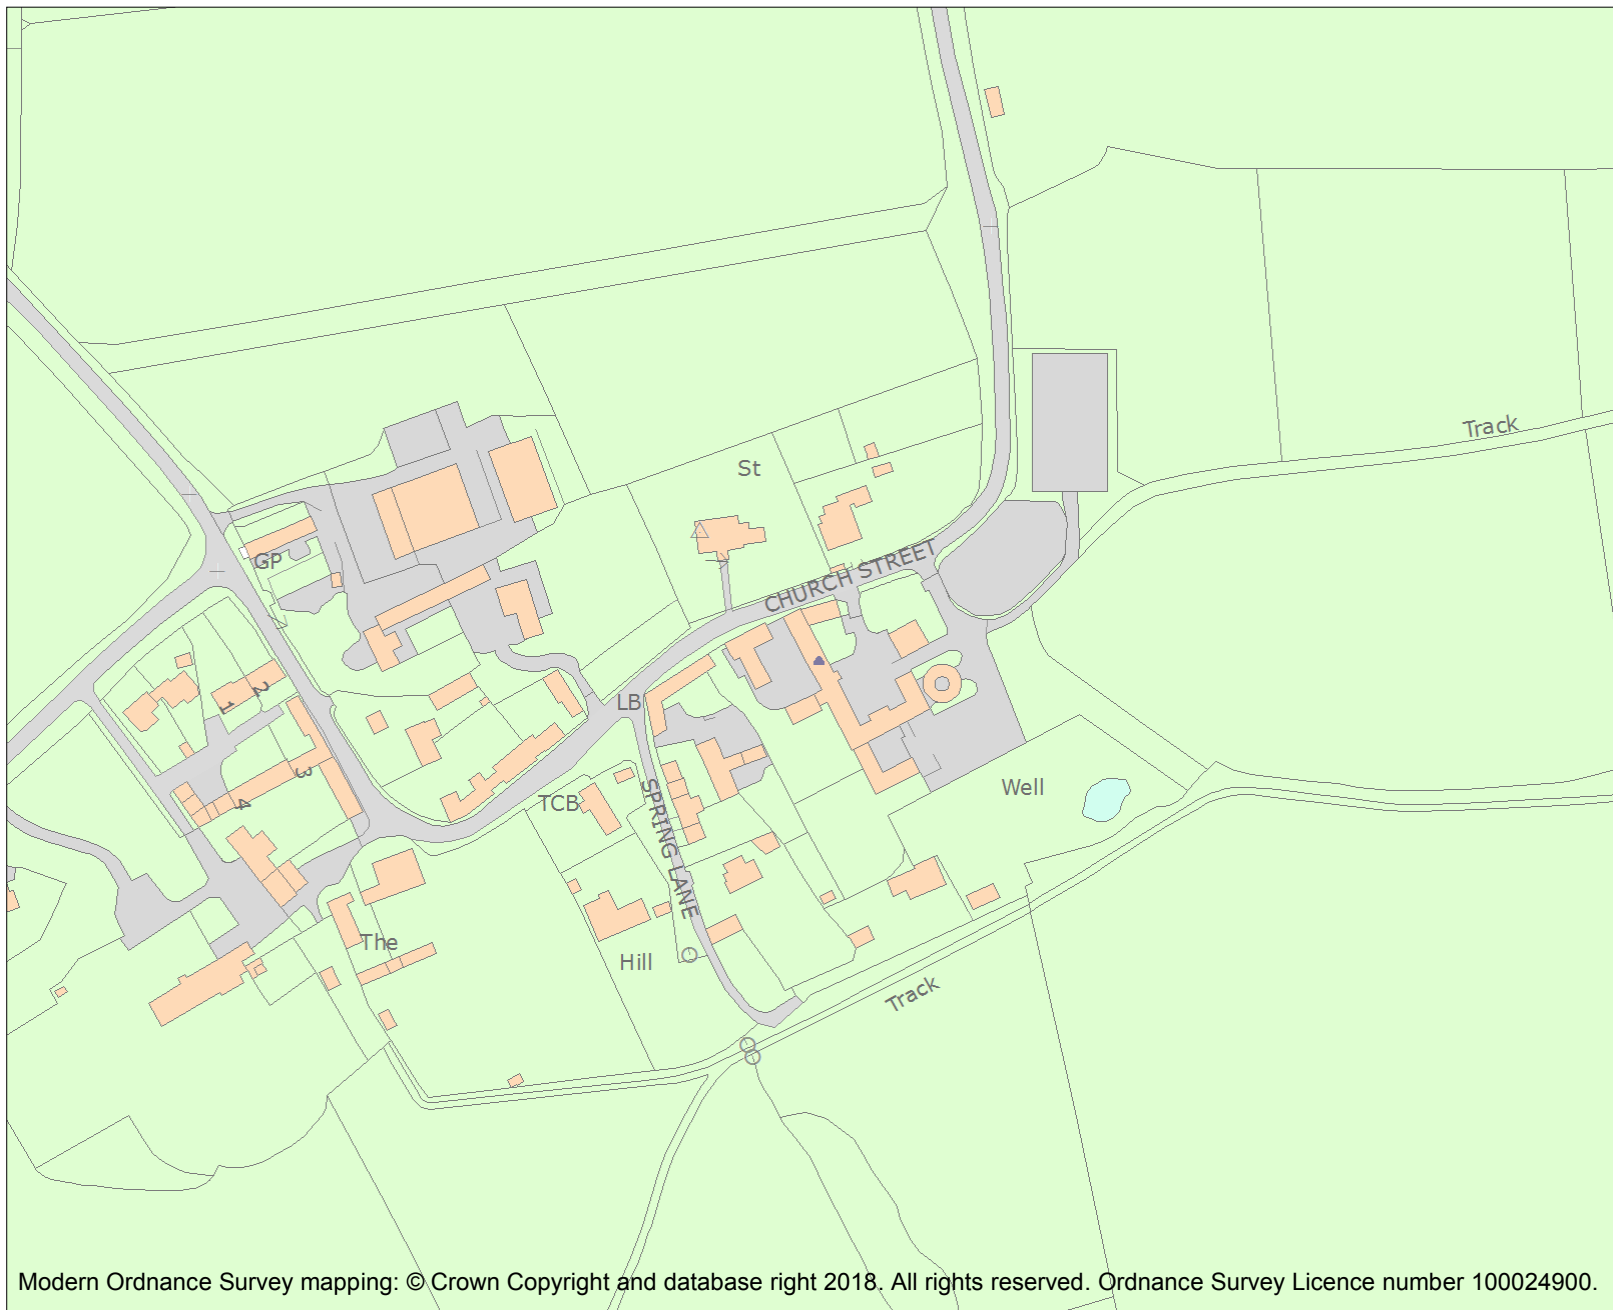 Track
St
CHURCH STREET
GP
2
1
LB
3
4
TCB
SPRING LANE
Well
The
Hill
Track
Modern Ordnance Survey mapping: © Crown Copyright and database right 2018. All rights reserved. Ordnance Survey Licence number 100024900.